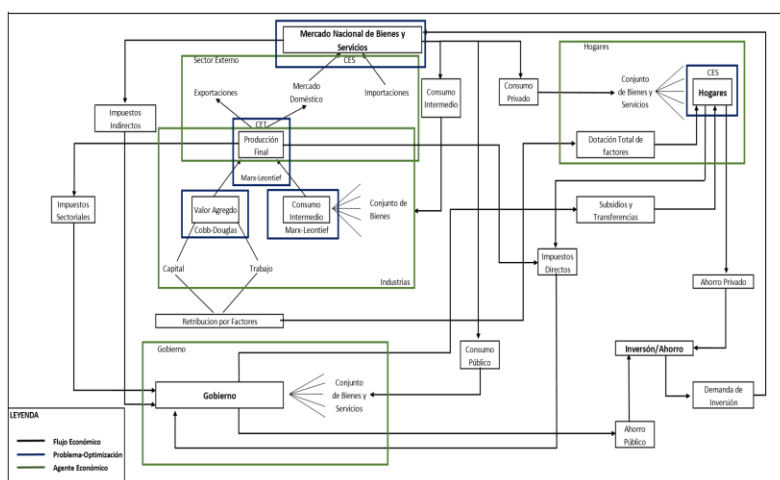 Mercado Nacional de Bienes y
Servicios
CES
Sector Externo
Mercado
Doméstico
Exportaciones
Importaciones
CET
Producción
Final
Marx-Leontief
Valor Agregdo
Cobb-Douglas
Consumo
Intermedio
Marx-Leontief
Conjunto de
Bienes
Capital
Trabajo
Industrias
Retribucion por Factores
Impuestos
Indirectos
Impuestos
Sectoriales
Consumo
Intermedio
Consumo
Privado
Hogares
Conjunto
de Bienes y
Servicios
CES
Hogares
Dotación Total de
factores
Subsidios y
Transferencias
Impuestos
Directos
Ahorro Privado
Inversón/Ahorro
Demanda de
Inversión
Ahorro
Público
Consumo
Público
Gobierno
Gobierno
Conjunto
de Bienes y
Servicios
LEYENDA
Flujo Económico
Problema-Optimización
Agente Económico